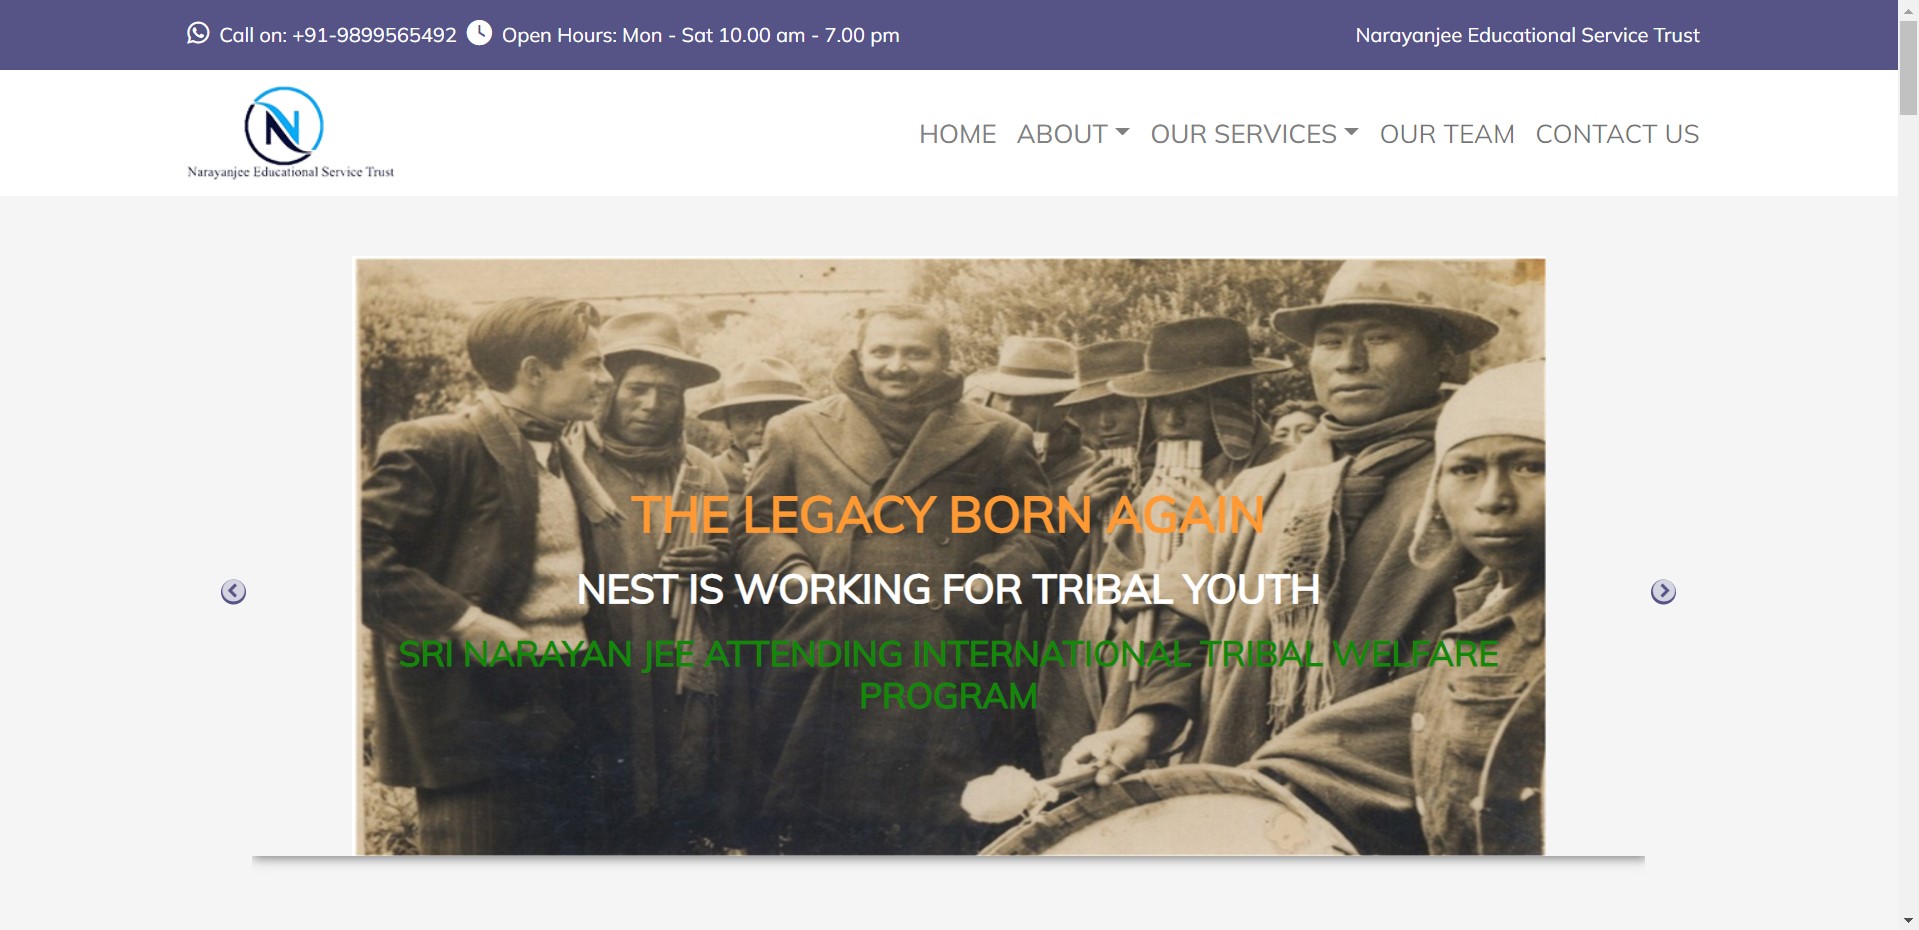 Call on: +91-9899565492 Open Hours: Mon - Sat 10.00 am - 7.00 pm Narayanjee Educational Service Trust
N
Narayanjee Educational Service Trust
HOME ABOUT OUR SERVICES OUR TEAM CONTACT US
THE LEGACY BORN AGAIN
NEST IS WORKING FOR TRIBAL YOUTH
SRI NARAYAN JEE ATTENDING INTERNATIONAL TRIBAL WELFARE
PROGRAM